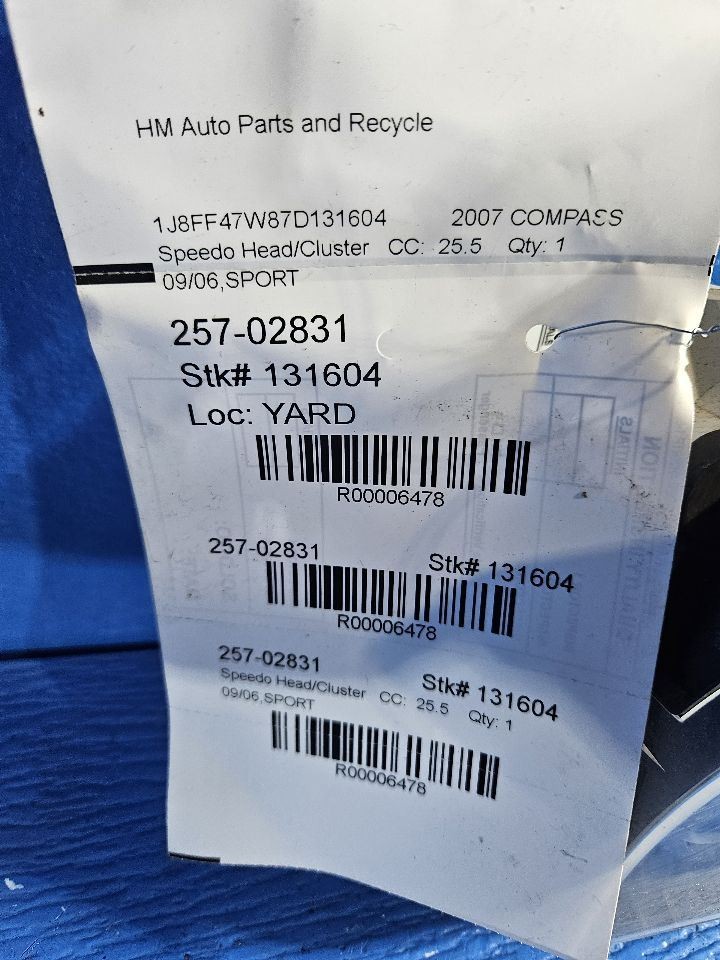 HM Auto Parts and Recycle
1J8FF47W87D131604 2007 COMPASS
Speedo Head/Cluster CC: 25.5 Qty: 1
09/06,SPORT
257-02831
Stk# 131604
Loc: YARD
R00006478
257-02831 Stk# 131604
R00006478
257-02831 Stk# 131604
Speedo Head/Cluster CC: 25.5 Qty: 1
09/06,SPORT
R00006478